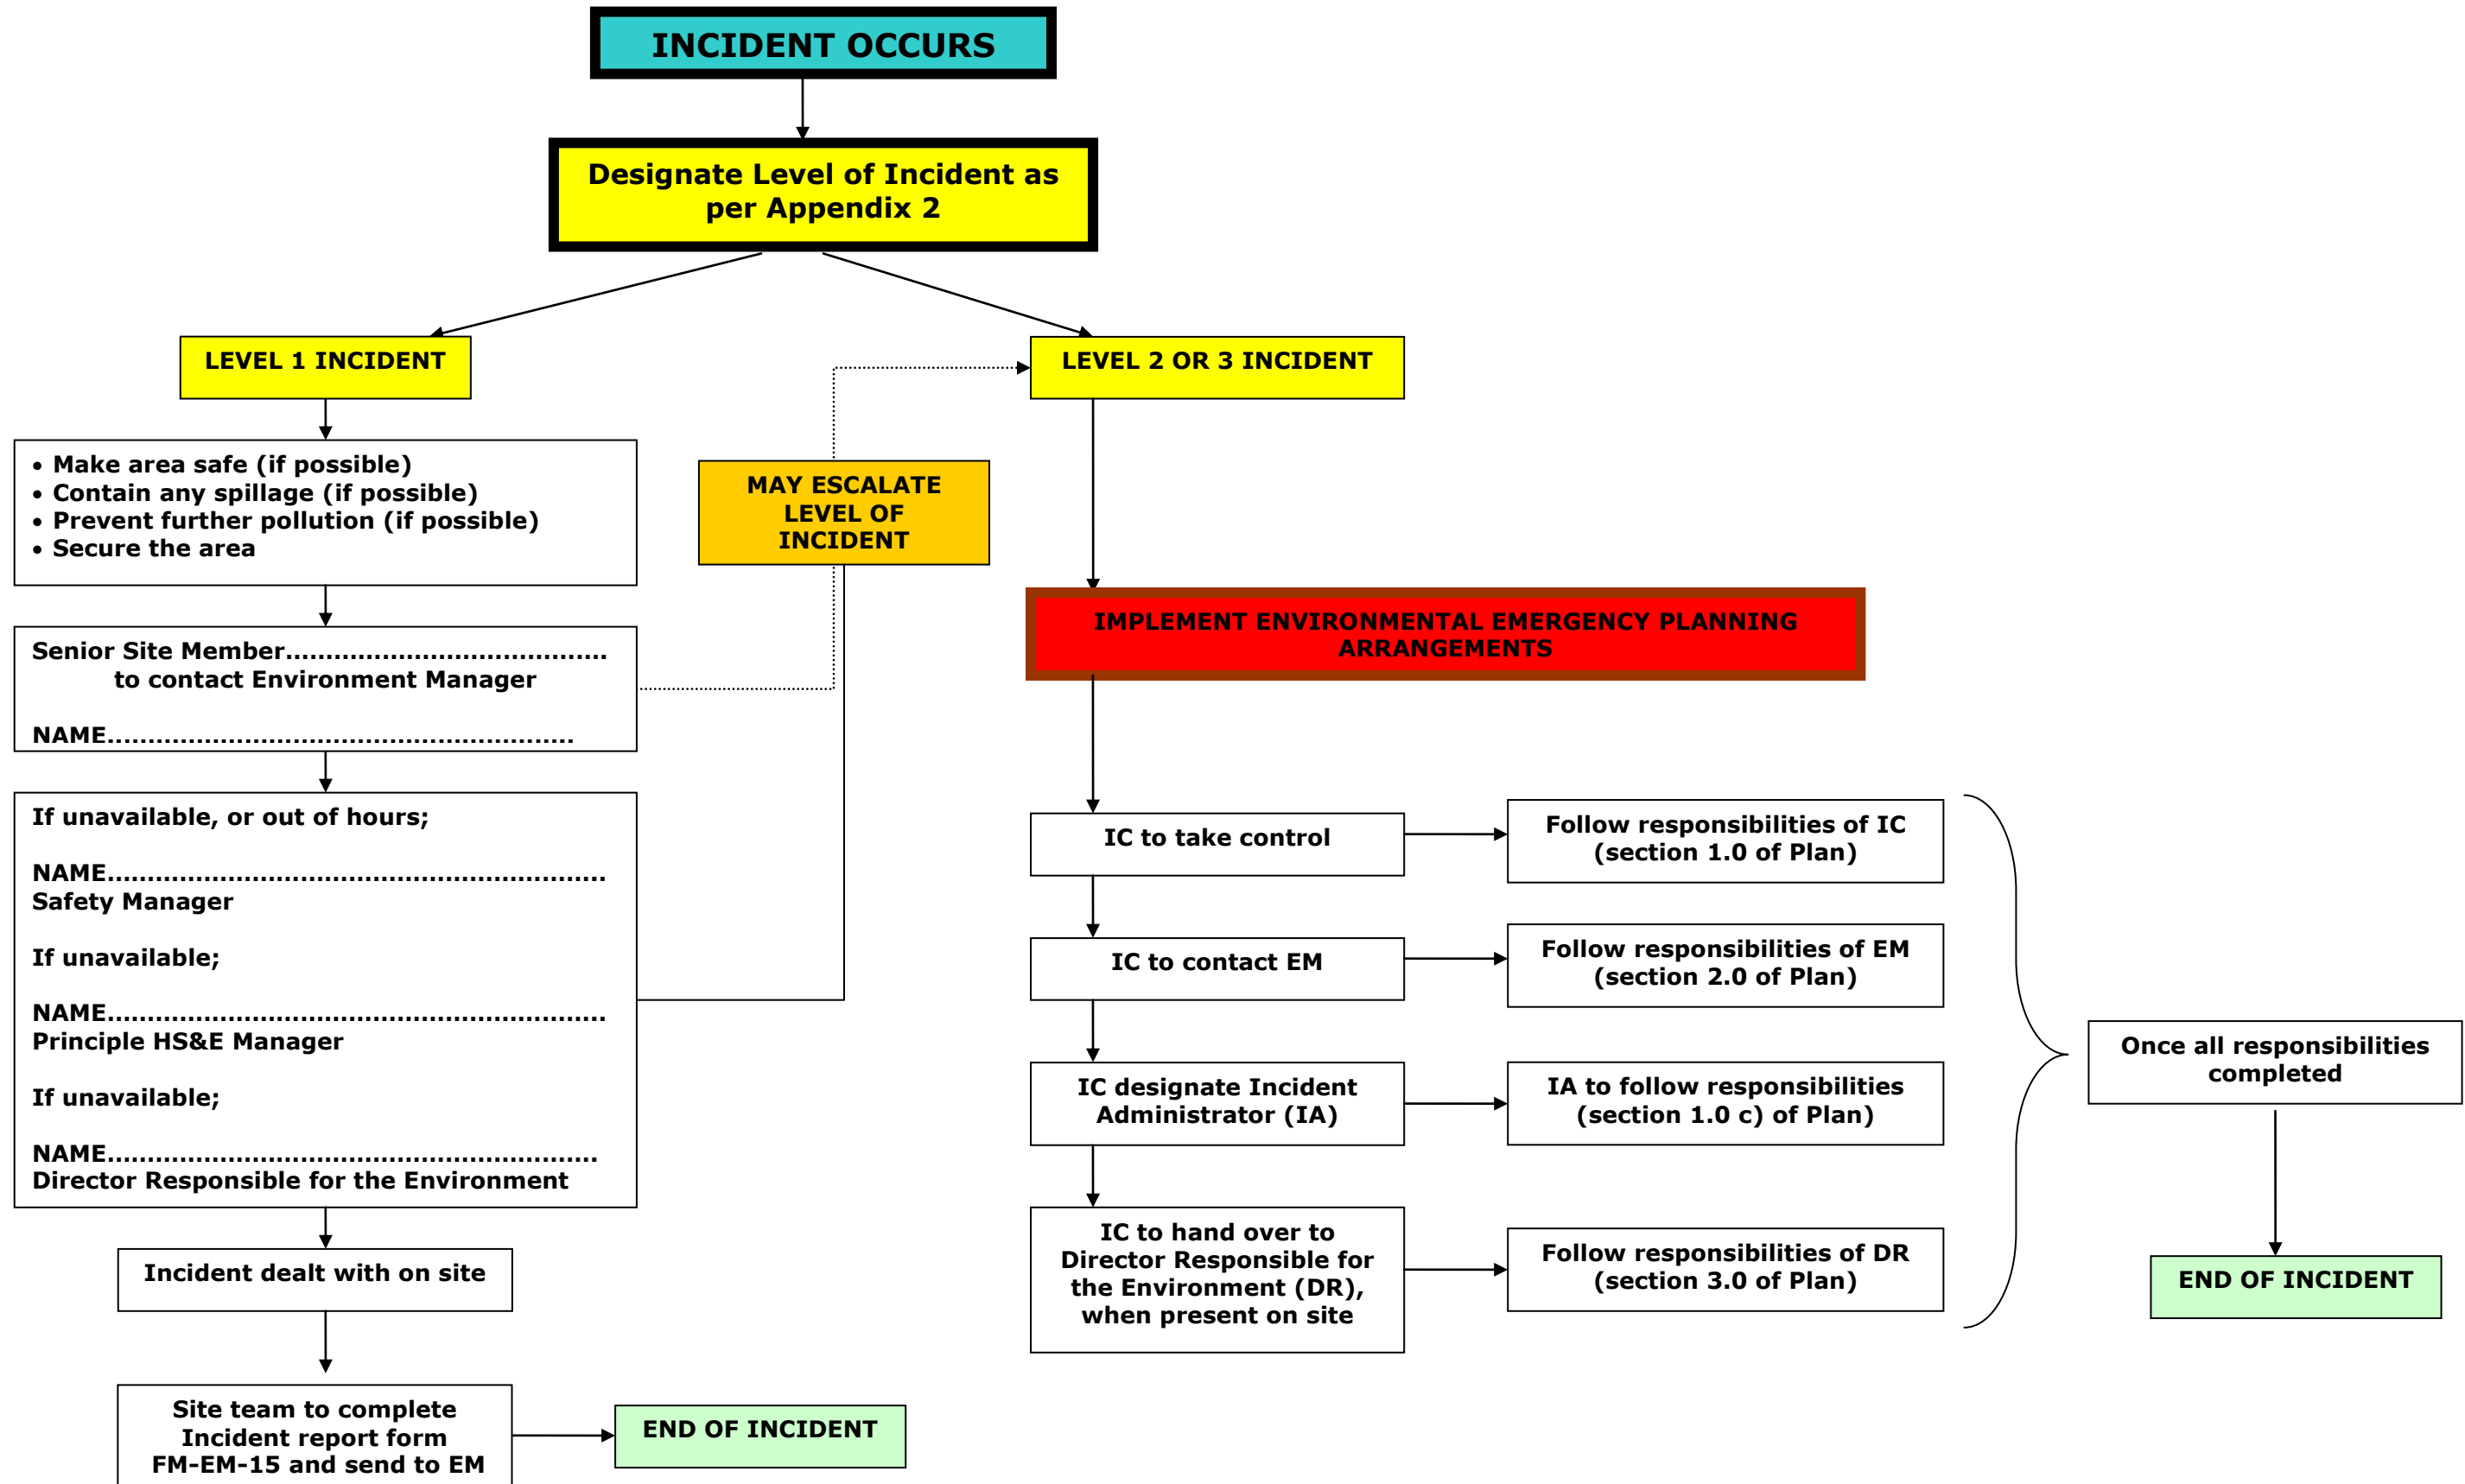 INCIDENT OCCURS
Designate Level of Incident as
per Appendix 2
LEVEL 1 INCIDENT
• Make area safe (if possible)
• Contain any spillage (if possible)
• Prevent further pollution (if possible)
• Secure the area
Senior Site Member........................................
to contact Environment Manager
NAME..........................................................
If unavailable, or out of hours;
NAME..............................................................
Safety Manager
If unavailable;
NAME..............................................................
Principle HS&E Manager
If unavailable;
NAME.............................................................
Director Responsible for the Environment
Incident dealt with on site
Site team to complete
Incident report form
FM-EM-15 and send to EM
END OF INCIDENT
MAY ESCALATE
LEVEL OF
INCIDENT
LEVEL 2 OR 3 INCIDENT
IMPLEMENT ENVIRONMENTAL EMERGENCY PLANNING
ARRANGEMENTS
IC to take control
Follow responsibilities of IC
(section 1.0 of Plan)
IC to contact EM
Follow responsibilities of EM
(section 2.0 of Plan)
IC designate Incident
Administrator (IA)
IA to follow responsibilities
(section 1.0 c) of Plan)
IC to hand over to
Director Responsible for
the Environment (DR),
when present on site
Follow responsibilities of DR
(section 3.0 of Plan)
Once all responsibilities
completed
END OF INCIDENT